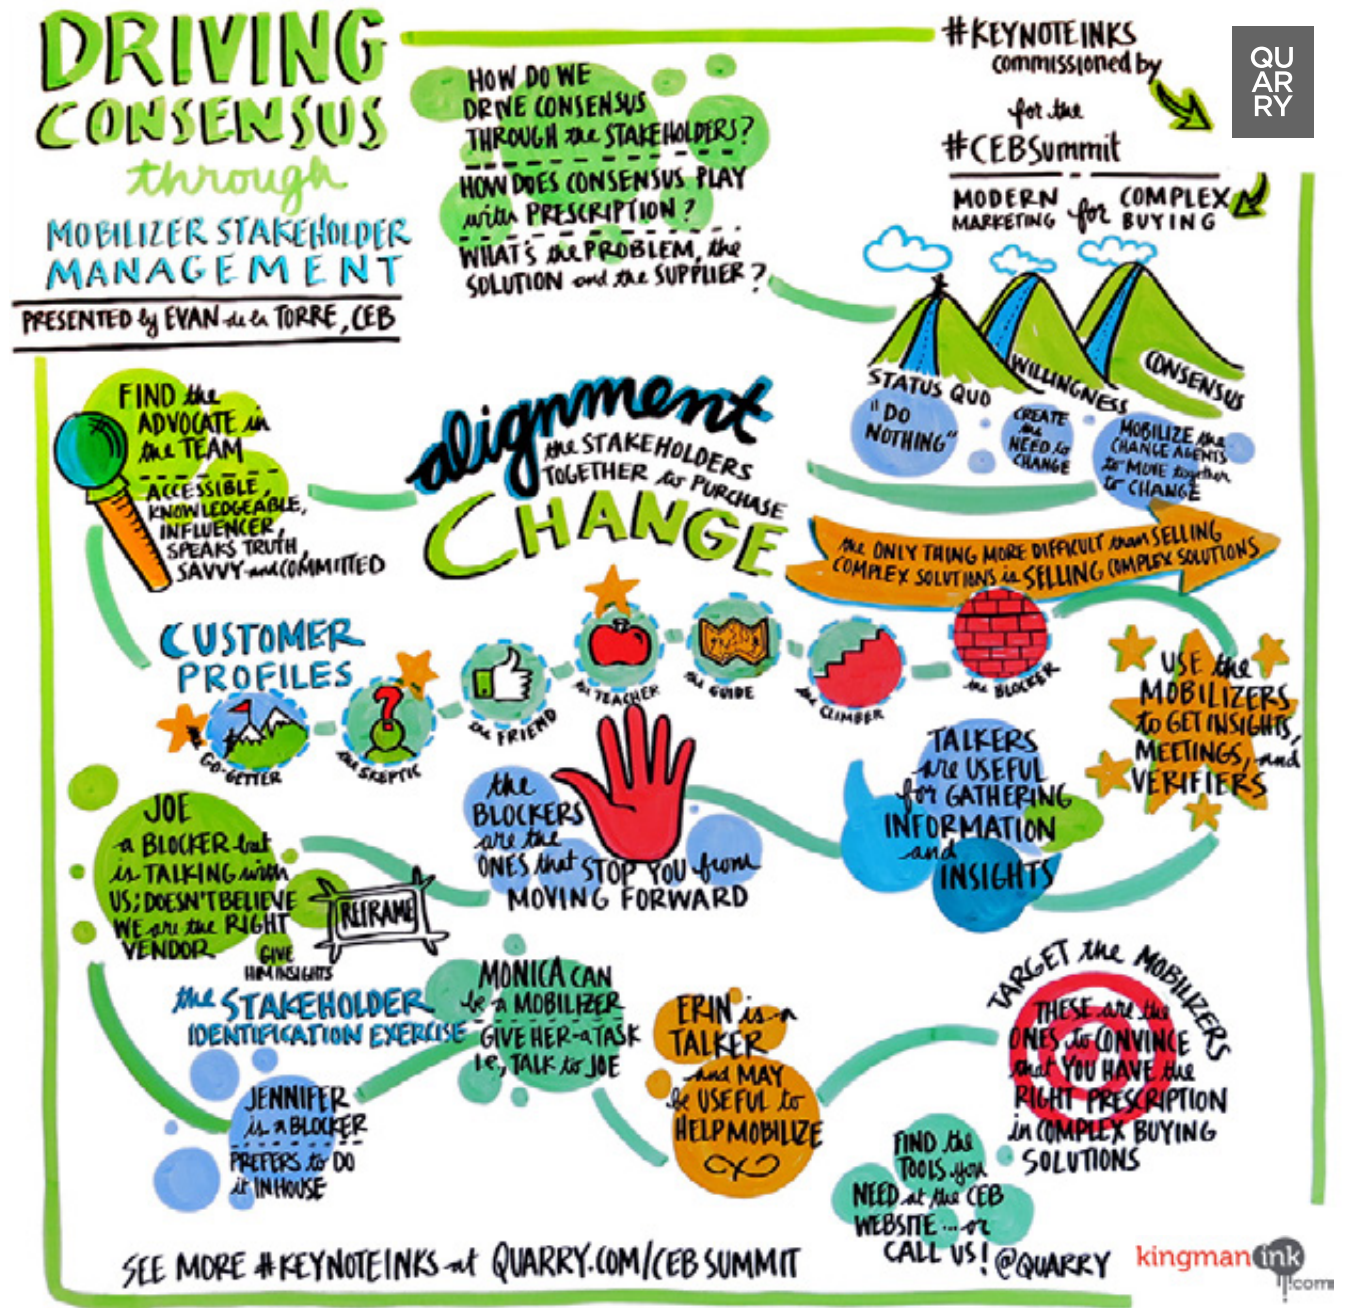 DRIVING
CONSENSUS
through
MOBILIZER STAKEHOLDER
MANAGEMENT
PRESENTED by EVAN de la TORRE, CEB
HOW DO WE
DRIVE CONSENSUS
THROUGH the STAKEHOLDERS?
HOW DOES CONSENSUS PLAY
with PRESCRIPTION?
WHAT'S the PROBLEM, the
SOLUTION and the SUPPLIER?
#KEYNOTEINKS
commissioned by
QU
AR
RY
for the
#CEBSummit
MODERN
MARKETING
for
COMPLEX
BUYING
STATUS QUO
WILLINGNESS
CONSENSUS
"DO
NOTHING"
CREATE
the
NEED to
CHANGE
MOBILIZE the
CHANGE AGENTS
to MOVE together
to CHANGE
FIND the
ADVOCATE in
the TEAM
ACCESSIBLE,
KNOWLEDGEABLE,
INFLUENCER,
SPEAKS TRUTH,
SAVVY and COMMITTED
alignment
the STAKEHOLDERS
TOGETHER to PURCHASE
CHANGE
the ONLY THING MORE DIFFICULT than SELLING
COMPLEX SOLUTIONS is SELLING COMPLEX SOLUTIONS
CUSTOMER
PROFILES
the GO-GETTER
the SKEPTIC
the FRIEND
the TEACHER
the GUIDE
the CLIMBER
the BLOCKER
USE the
MOBILIZERS
to GET INSIGHTS,
MEETINGS, and
VERIFIERS
JOE
a BLOCKER but
is TALKING with
US; DOESN'T BELIEVE
WE are the RIGHT
VENDOR
GIVE
HIM INSIGHTS
REFRAME
the
BLOCKERS
are the
ONES that STOP YOU from
MOVING FORWARD
TALKERS
are USEFUL
for GATHERING
INFORMATION
and
INSIGHTS
the STAKEHOLDER
IDENTIFICATION EXERCISE
MONICA CAN
be a MOBILIZER
GIVE HER a TASK
i.e., TALK to JOE
JENNIFER
is a BLOCKER
PREFERS to DO
it INHOUSE
ERIN is a
TALKER
and MAY
be USEFUL to
HELP MOBILIZE
TARGET the MOBILIZERS
THESE are the
ONES to CONVINCE
that YOU HAVE the
RIGHT PRESCRIPTION
in COMPLEX BUYING
SOLUTIONS
FIND the
TOOLS you
NEED at the CEB
WEBSITE... or
CALL US!
@QUARRY
SEE MORE #KEYNOTEINKS at QUARRY.COM/CEBSUMMIT
kingman ink
.com